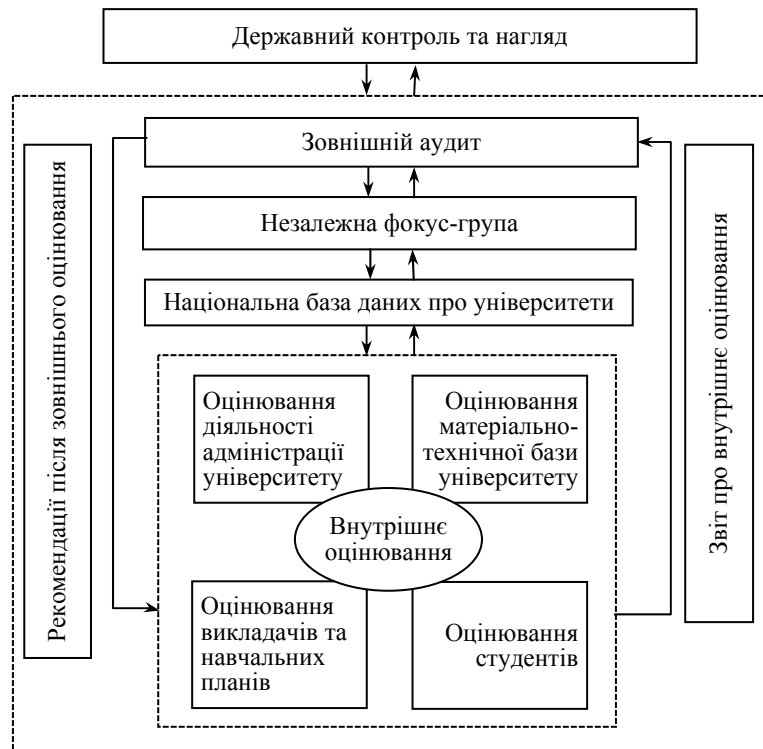 Державний контроль та нагляд
Зовнішній аудит
Незалежна фокус-група
Національна база даних про університети
Рекомендації після зовнішнього оцінювання
Звіт про внутрішнє оцінювання
Оцінювання
діяльності
адміністрації
університету
Оцінювання
матеріально-
технічної бази
університету
Внутрішнє
оцінювання
Оцінювання
викладачів та
навчальних
планів
Оцінювання
студентів